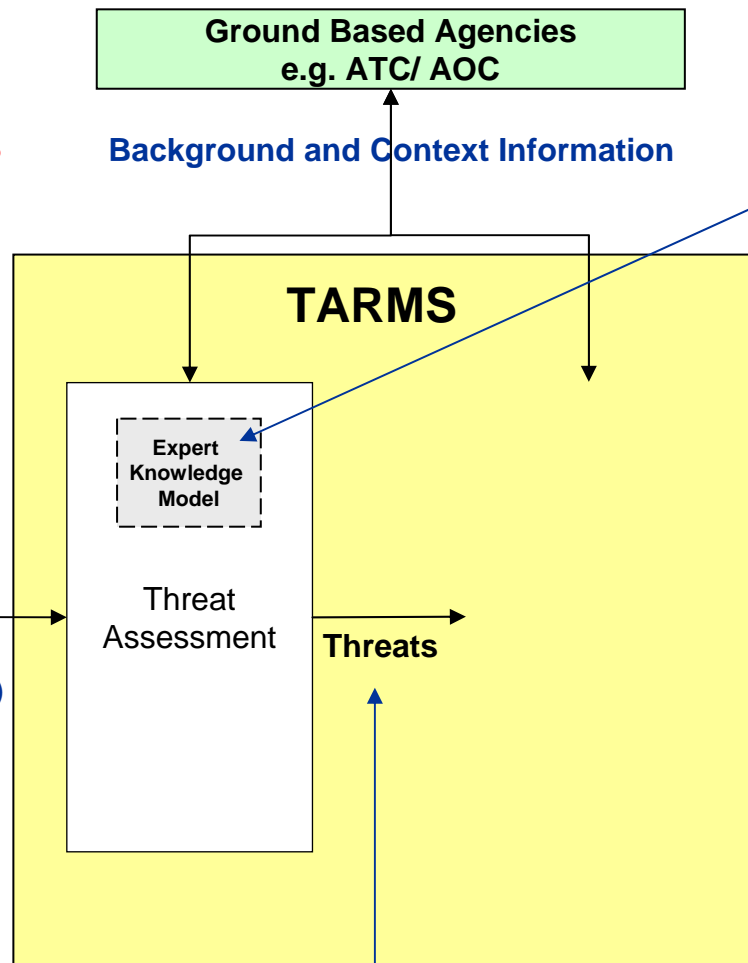 Ground Based Agencies
e.g. ATC/ AOC
Background and Context Information
TARMS
Expert
Knowledge
Model
Threat
Assessment
Threats
)